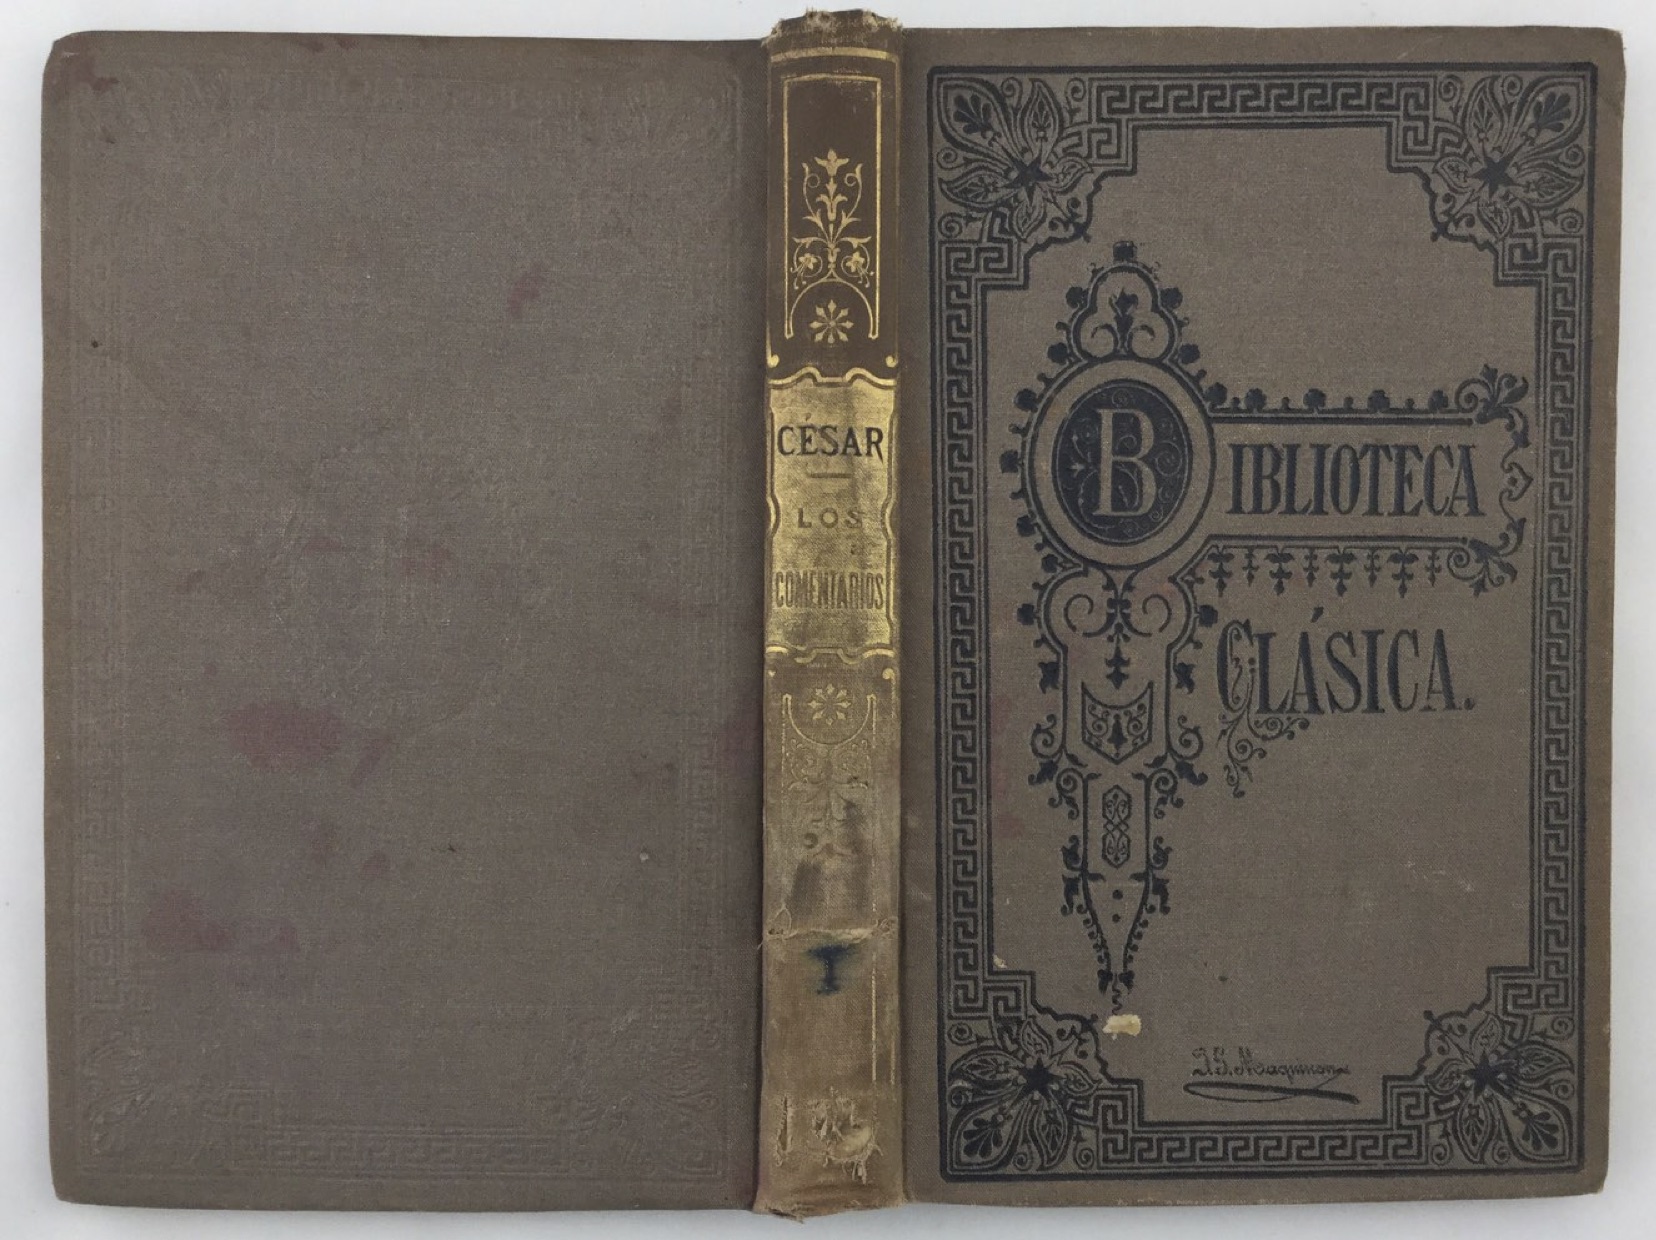 CÉSAR
LOS
COMENTARIOS
I
BIBLIOTECA
CLÁSICA.